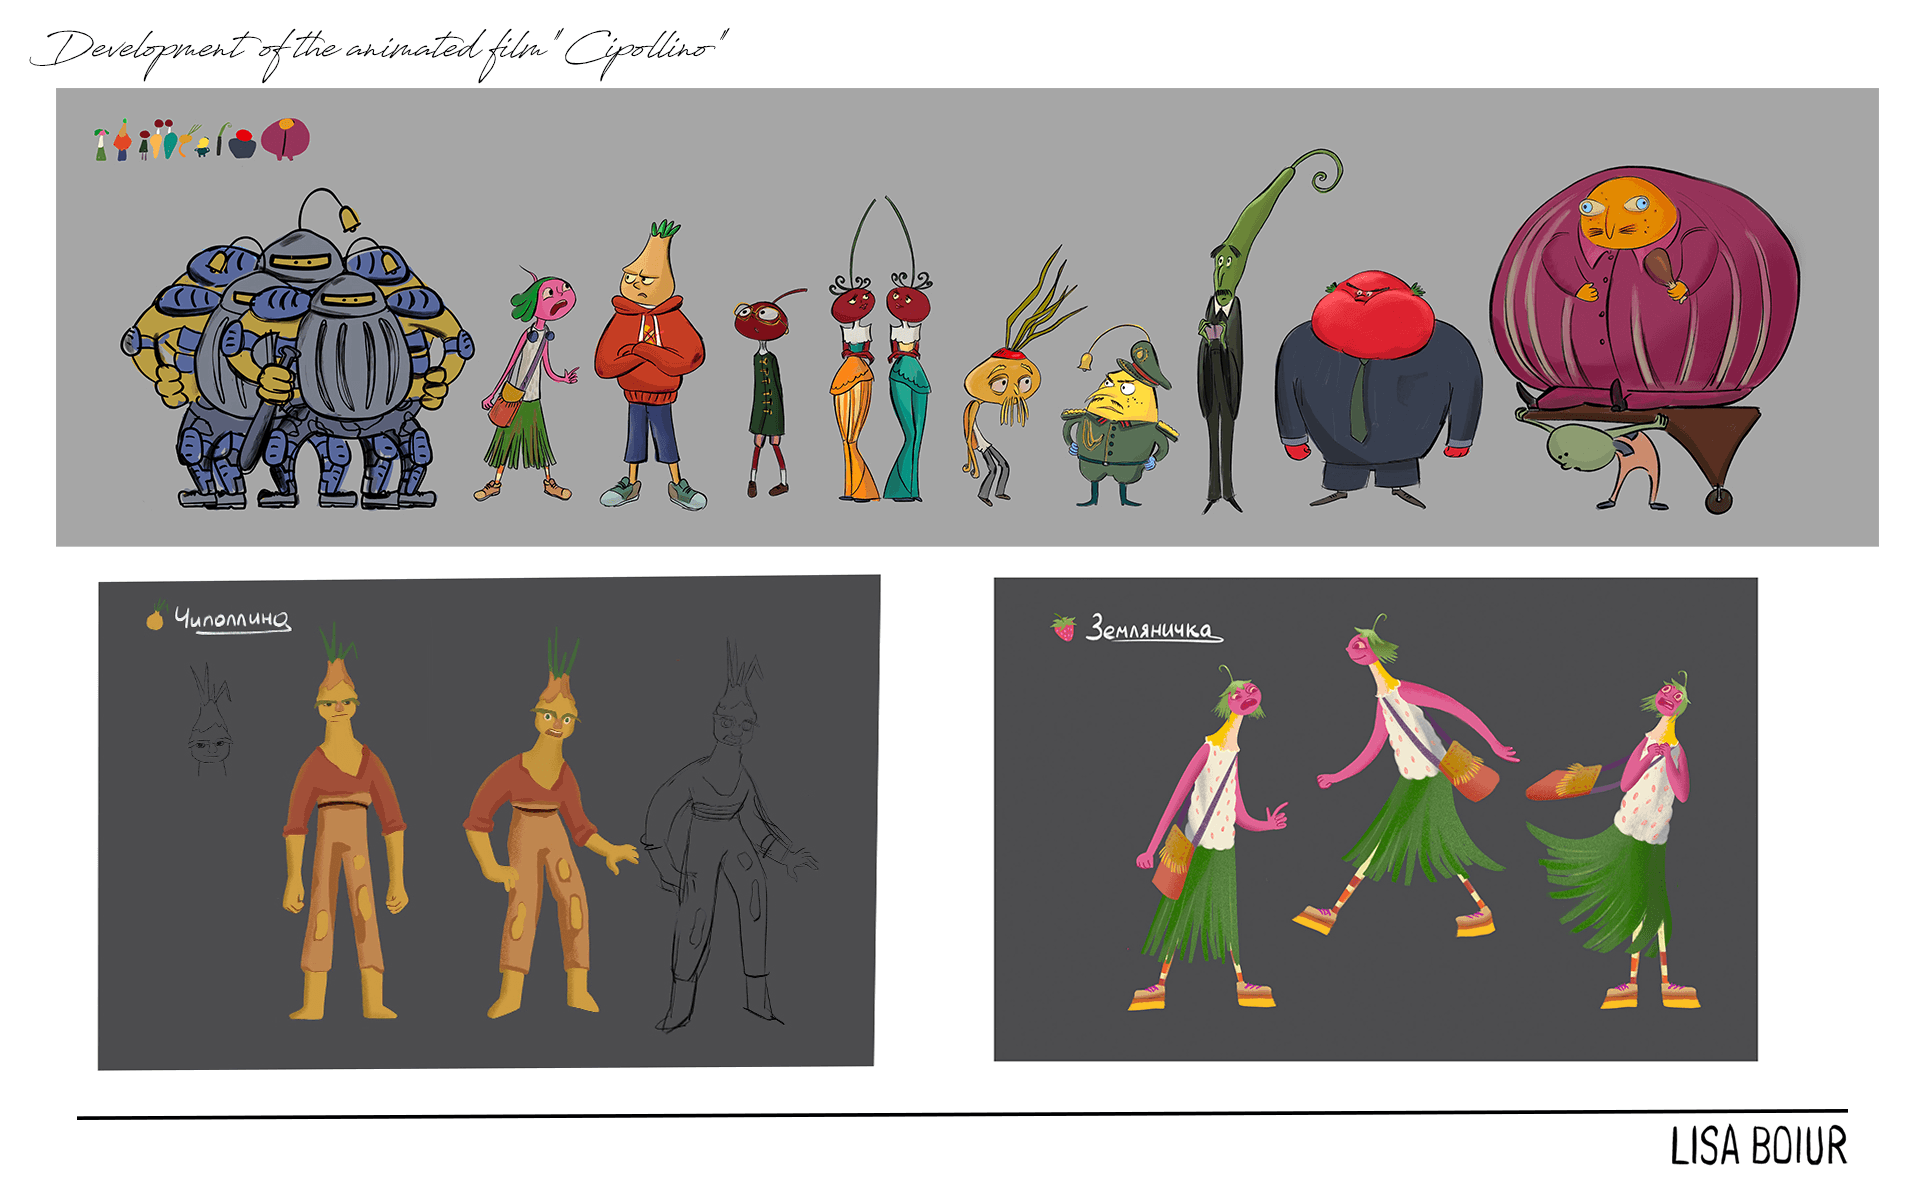 Development of the animated film "Cipollino"
Чиполлино
Земляничка
LISA BOIUR